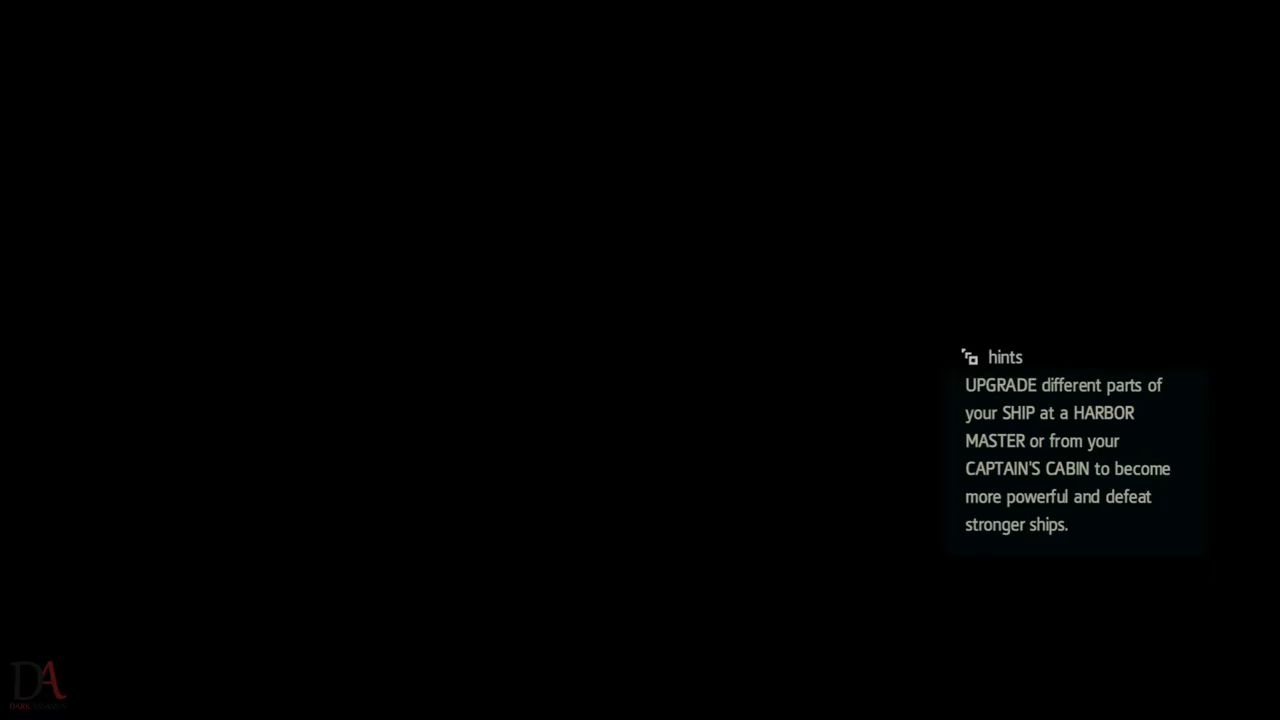 hints
UPGRADE different parts of
your SHIP at a HARBOR
MASTER or from your
CAPTAIN'S CABIN to become
more powerful and defeat
stronger ships.
DA